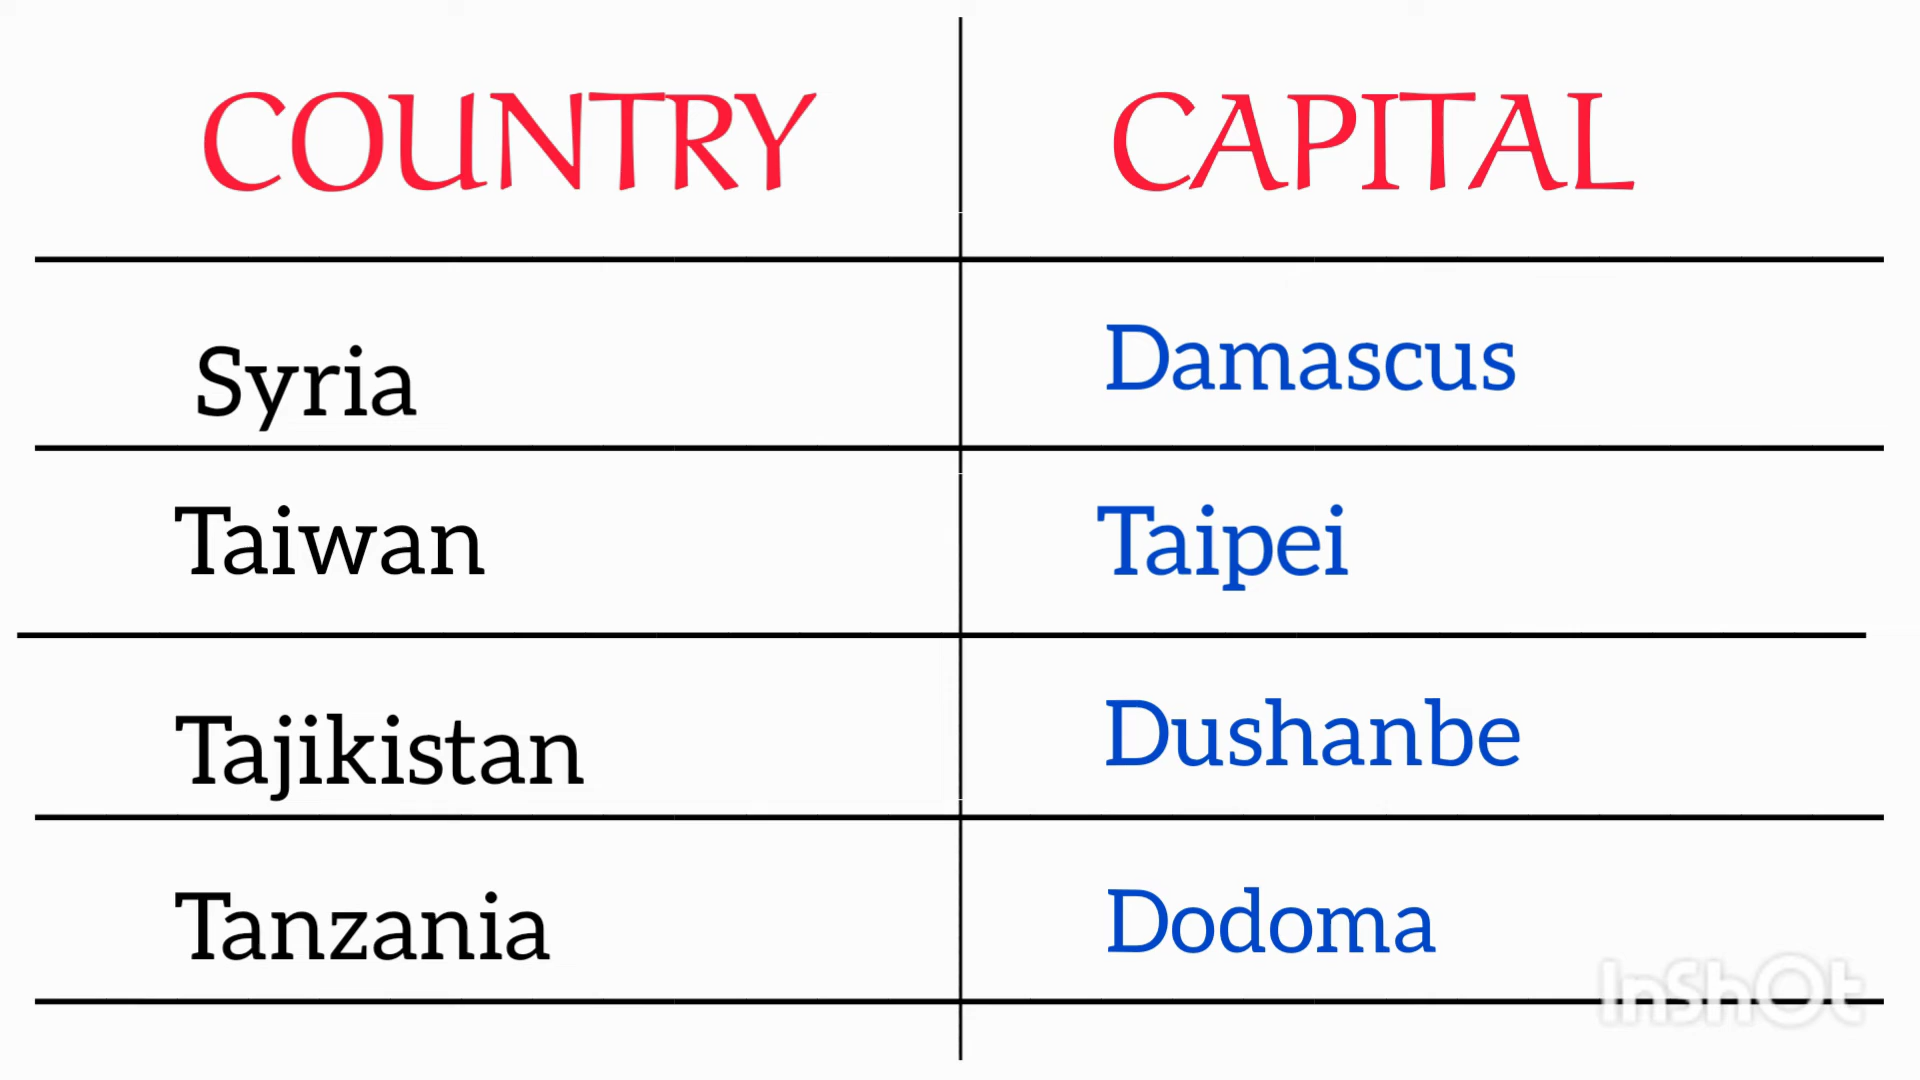 COUNTRY CAPITAL
Syria Damascus
Taiwan Taipei
Tajikistan Dushanbe
Tanzania Dodoma
InShOt